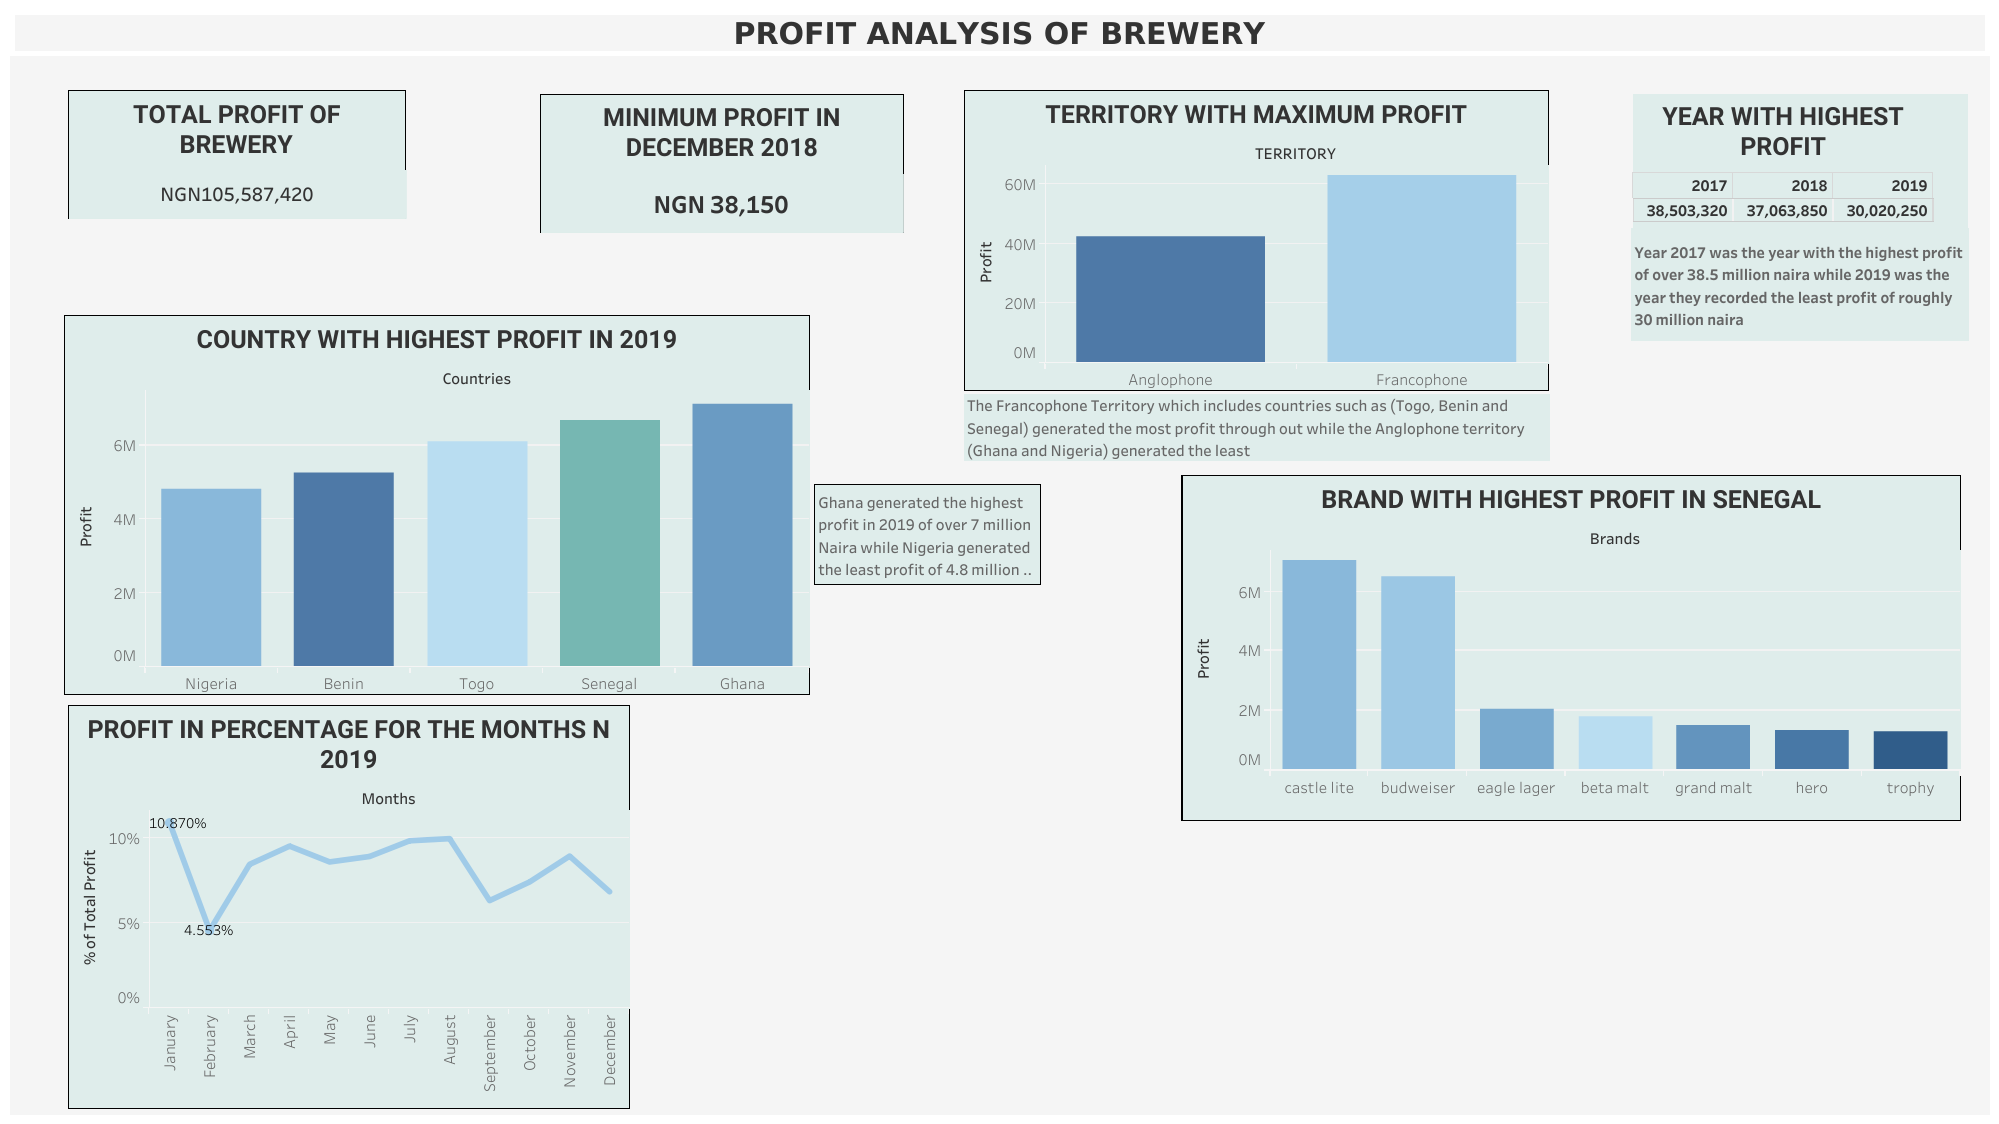 PROFIT ANALYSIS OF BREWERY
TOTAL PROFIT OF
BREWERY
NGN105,587,420
MINIMUM PROFIT IN
DECEMBER 2018
NGN 38,150
TERRITORY WITH MAXIMUM PROFIT
TERRITORY
60M
40M
20M
0M
Profit
Anglophone
Francophone
The Francophone Territory which includes countries such as (Togo, Benin and
Senegal) generated the most profit through out while the Anglophone territory
(Ghana and Nigeria) generated the least
YEAR WITH HIGHEST
PROFIT
2017 2018 2019
38,503,320 37,063,850 30,020,250
Year 2017 was the year with the highest profit
of over 38.5 million naira while 2019 was the
year they recorded the least profit of roughly
30 million naira
COUNTRY WITH HIGHEST PROFIT IN 2019
Countries
6M
4M
2M
0M
Profit
Nigeria
Benin
Togo
Senegal
Ghana
Ghana generated the highest
profit in 2019 of over 7 million
Naira while Nigeria generated
the least profit of 4.8 million ..
BRAND WITH HIGHEST PROFIT IN SENEGAL
Brands
6M
4M
2M
0M
Profit
castle lite
budweiser
eagle lager
beta malt
grand malt
hero
trophy
PROFIT IN PERCENTAGE FOR THE MONTHS N
2019
Months
10.870%
4.553%
10%
5%
0%
% of Total Profit
January
February
March
April
May
June
July
August
September
October
November
December